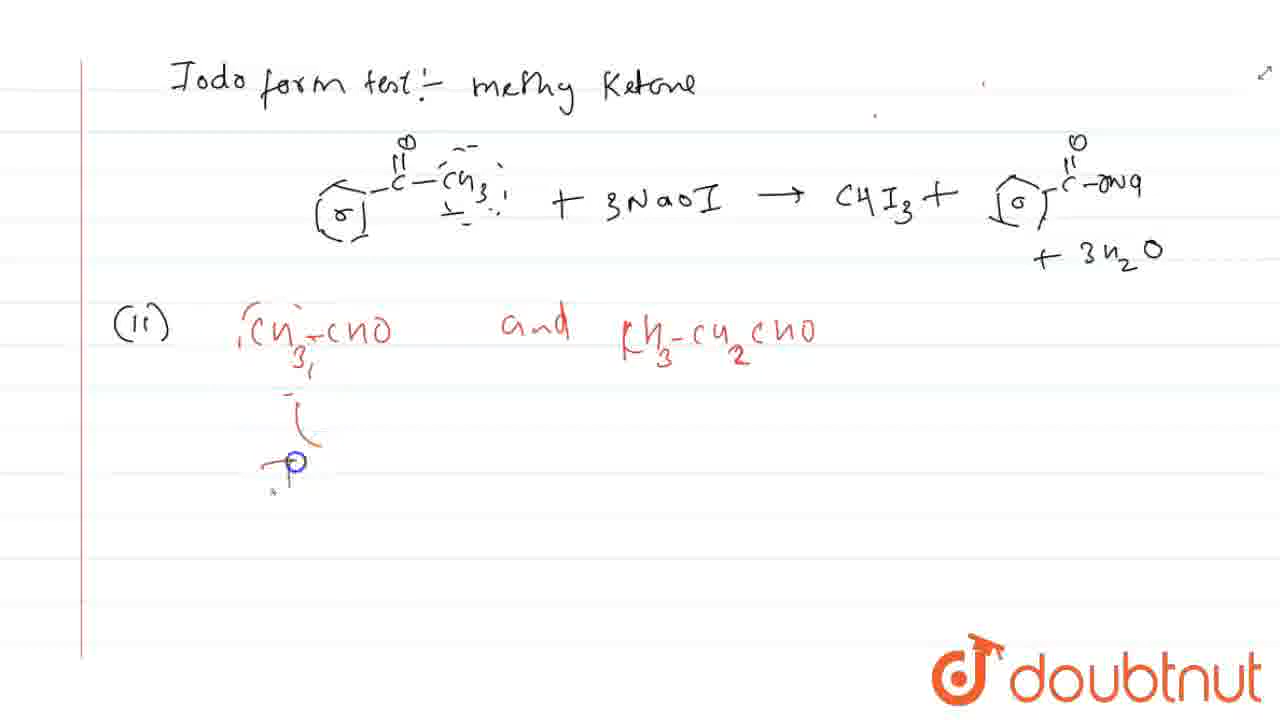 Iodo form test :- methy Ketone
O
C - CH3 + 3NaOI → CHI3 + C - ONa
O
+ 3H2O
(II) CH3 - CHO and CH3 - CH2CHO
doubtnut